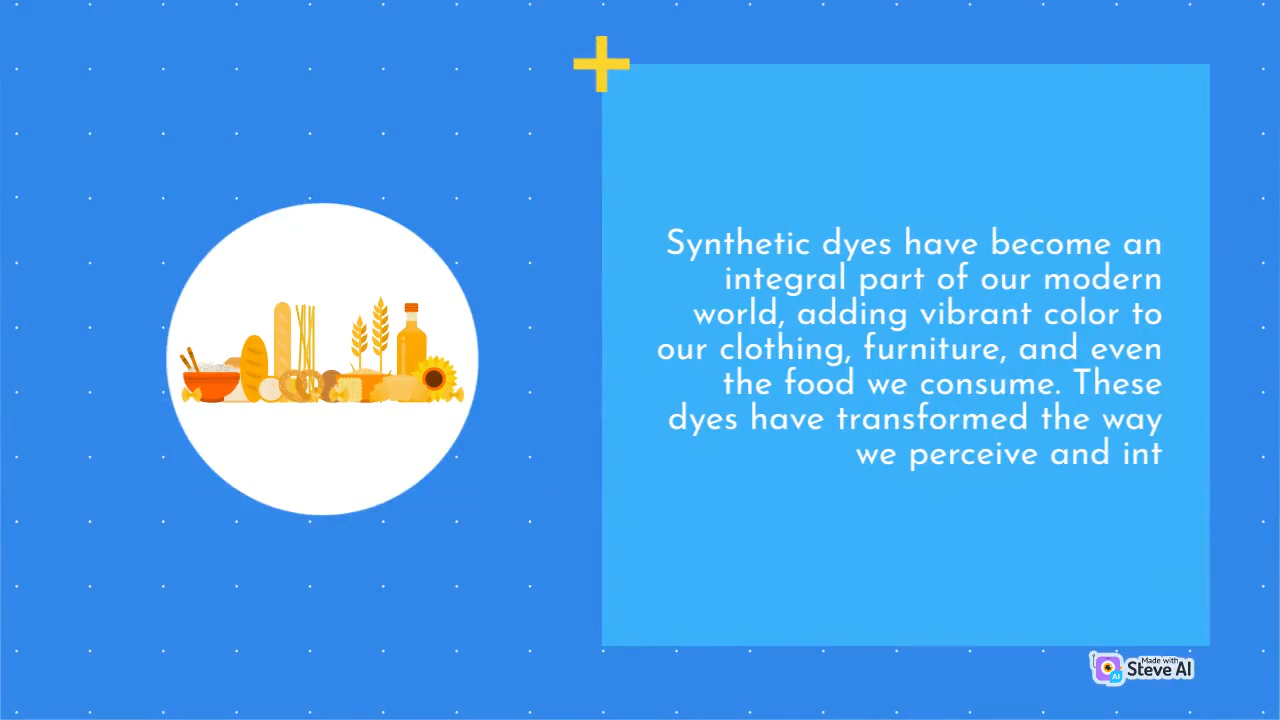 Synthetic dyes have become an
integral part of our modern
world, adding vibrant color to
our clothing, furniture, and even
the food we consume. These
dyes have transformed the way
we perceive and int
Made with
Steve AI
AI